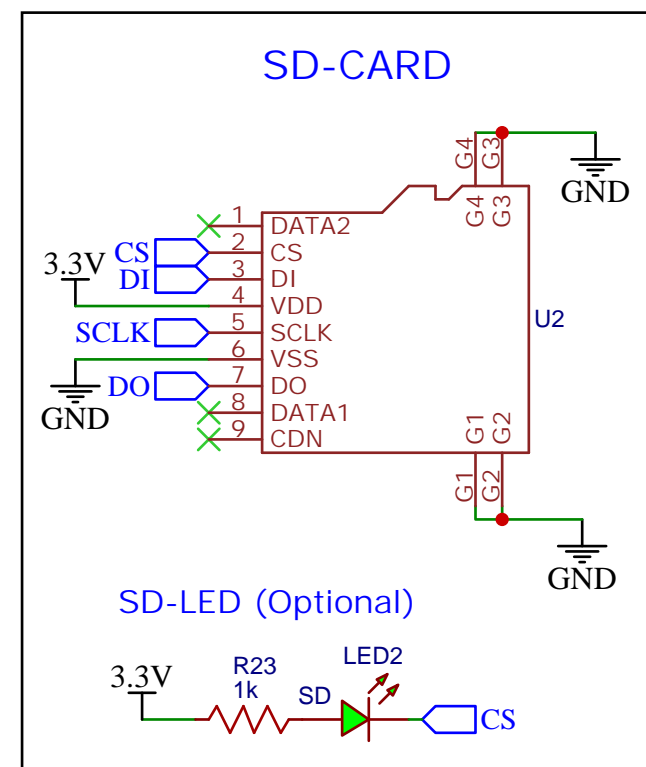 SD-CARD
G4
G3
GND
G4
G3
1 DATA2
CS 2 CS
3.3V
DI 3 DI
4 VDD
U2
SCLK 5 SCLK
6 VSS
DO 7 DO
GND
8 DATA1
9 CDN
G1
G2
G1
G2
GND
SD-LED (Optional)
LED2
R23
3.3V
1k
SD
CS